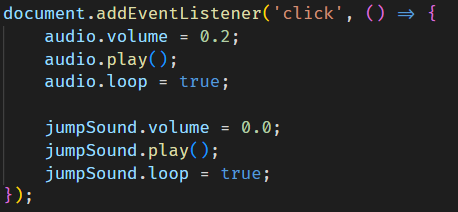 document.addEventListener('click', () => {
    audio.volume = 0.2;
    audio.play();
    audio.loop = true;

    jumpSound.volume = 0.0;
    jumpSound.play();
    jumpSound.loop = true;
});